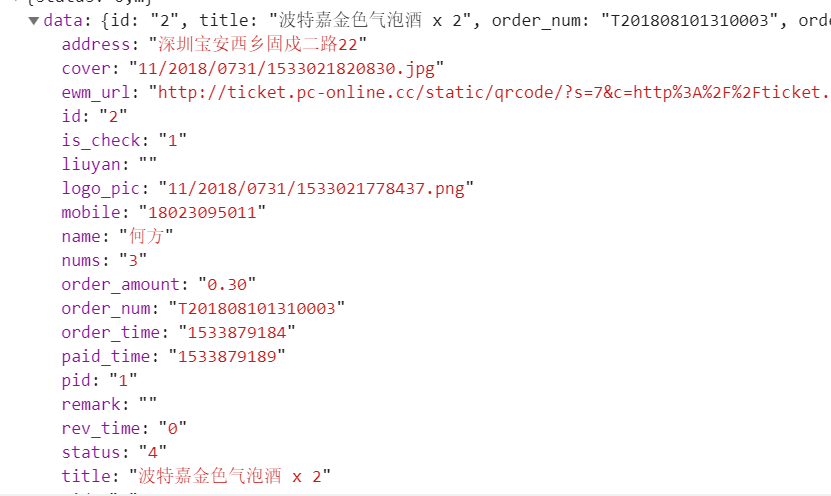 data: {id: "2", title: "波特嘉金色气泡酒 x 2", order_num: "T201808101310003", orde
address: "深圳宝安西乡固戍二路22"
cover: "11/2018/0731/1533021820830.jpg"
ewm_url: "http://ticket.pc-online.cc/static/qrcode/?s=7&c=http%3A%2F%2Fticket.
id: "2"
is_check: "1"
liuyan: ""
logo_pic: "11/2018/0731/1533021778437.png"
mobile: "18023095011"
name: "何方"
nums: "3"
order_amount: "0.30"
order_num: "T201808101310003"
order_time: "1533879184"
paid_time: "1533879189"
pid: "1"
remark: ""
rev_time: "0"
status: "4"
title: "波特嘉金色气泡酒 x 2"